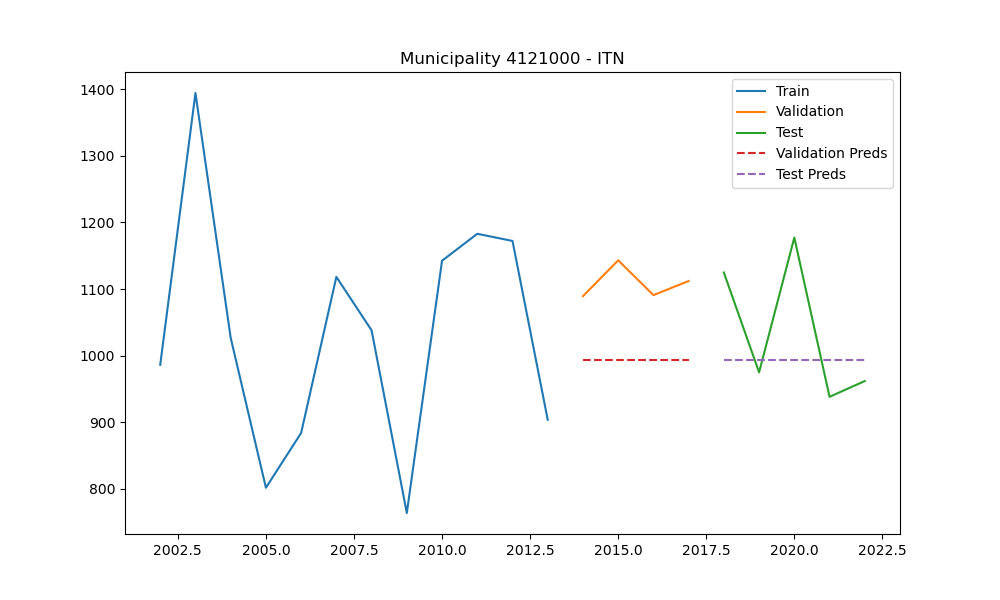 Municipality 4121000 - ITN
1400
1300
1200
1100
1000
900
800
Train
Validation
Test
Validation Preds
Test Preds
2002.5 2005.0 2007.5 2010.0 2012.5 2015.0 2017.5 2020.0 2022.5